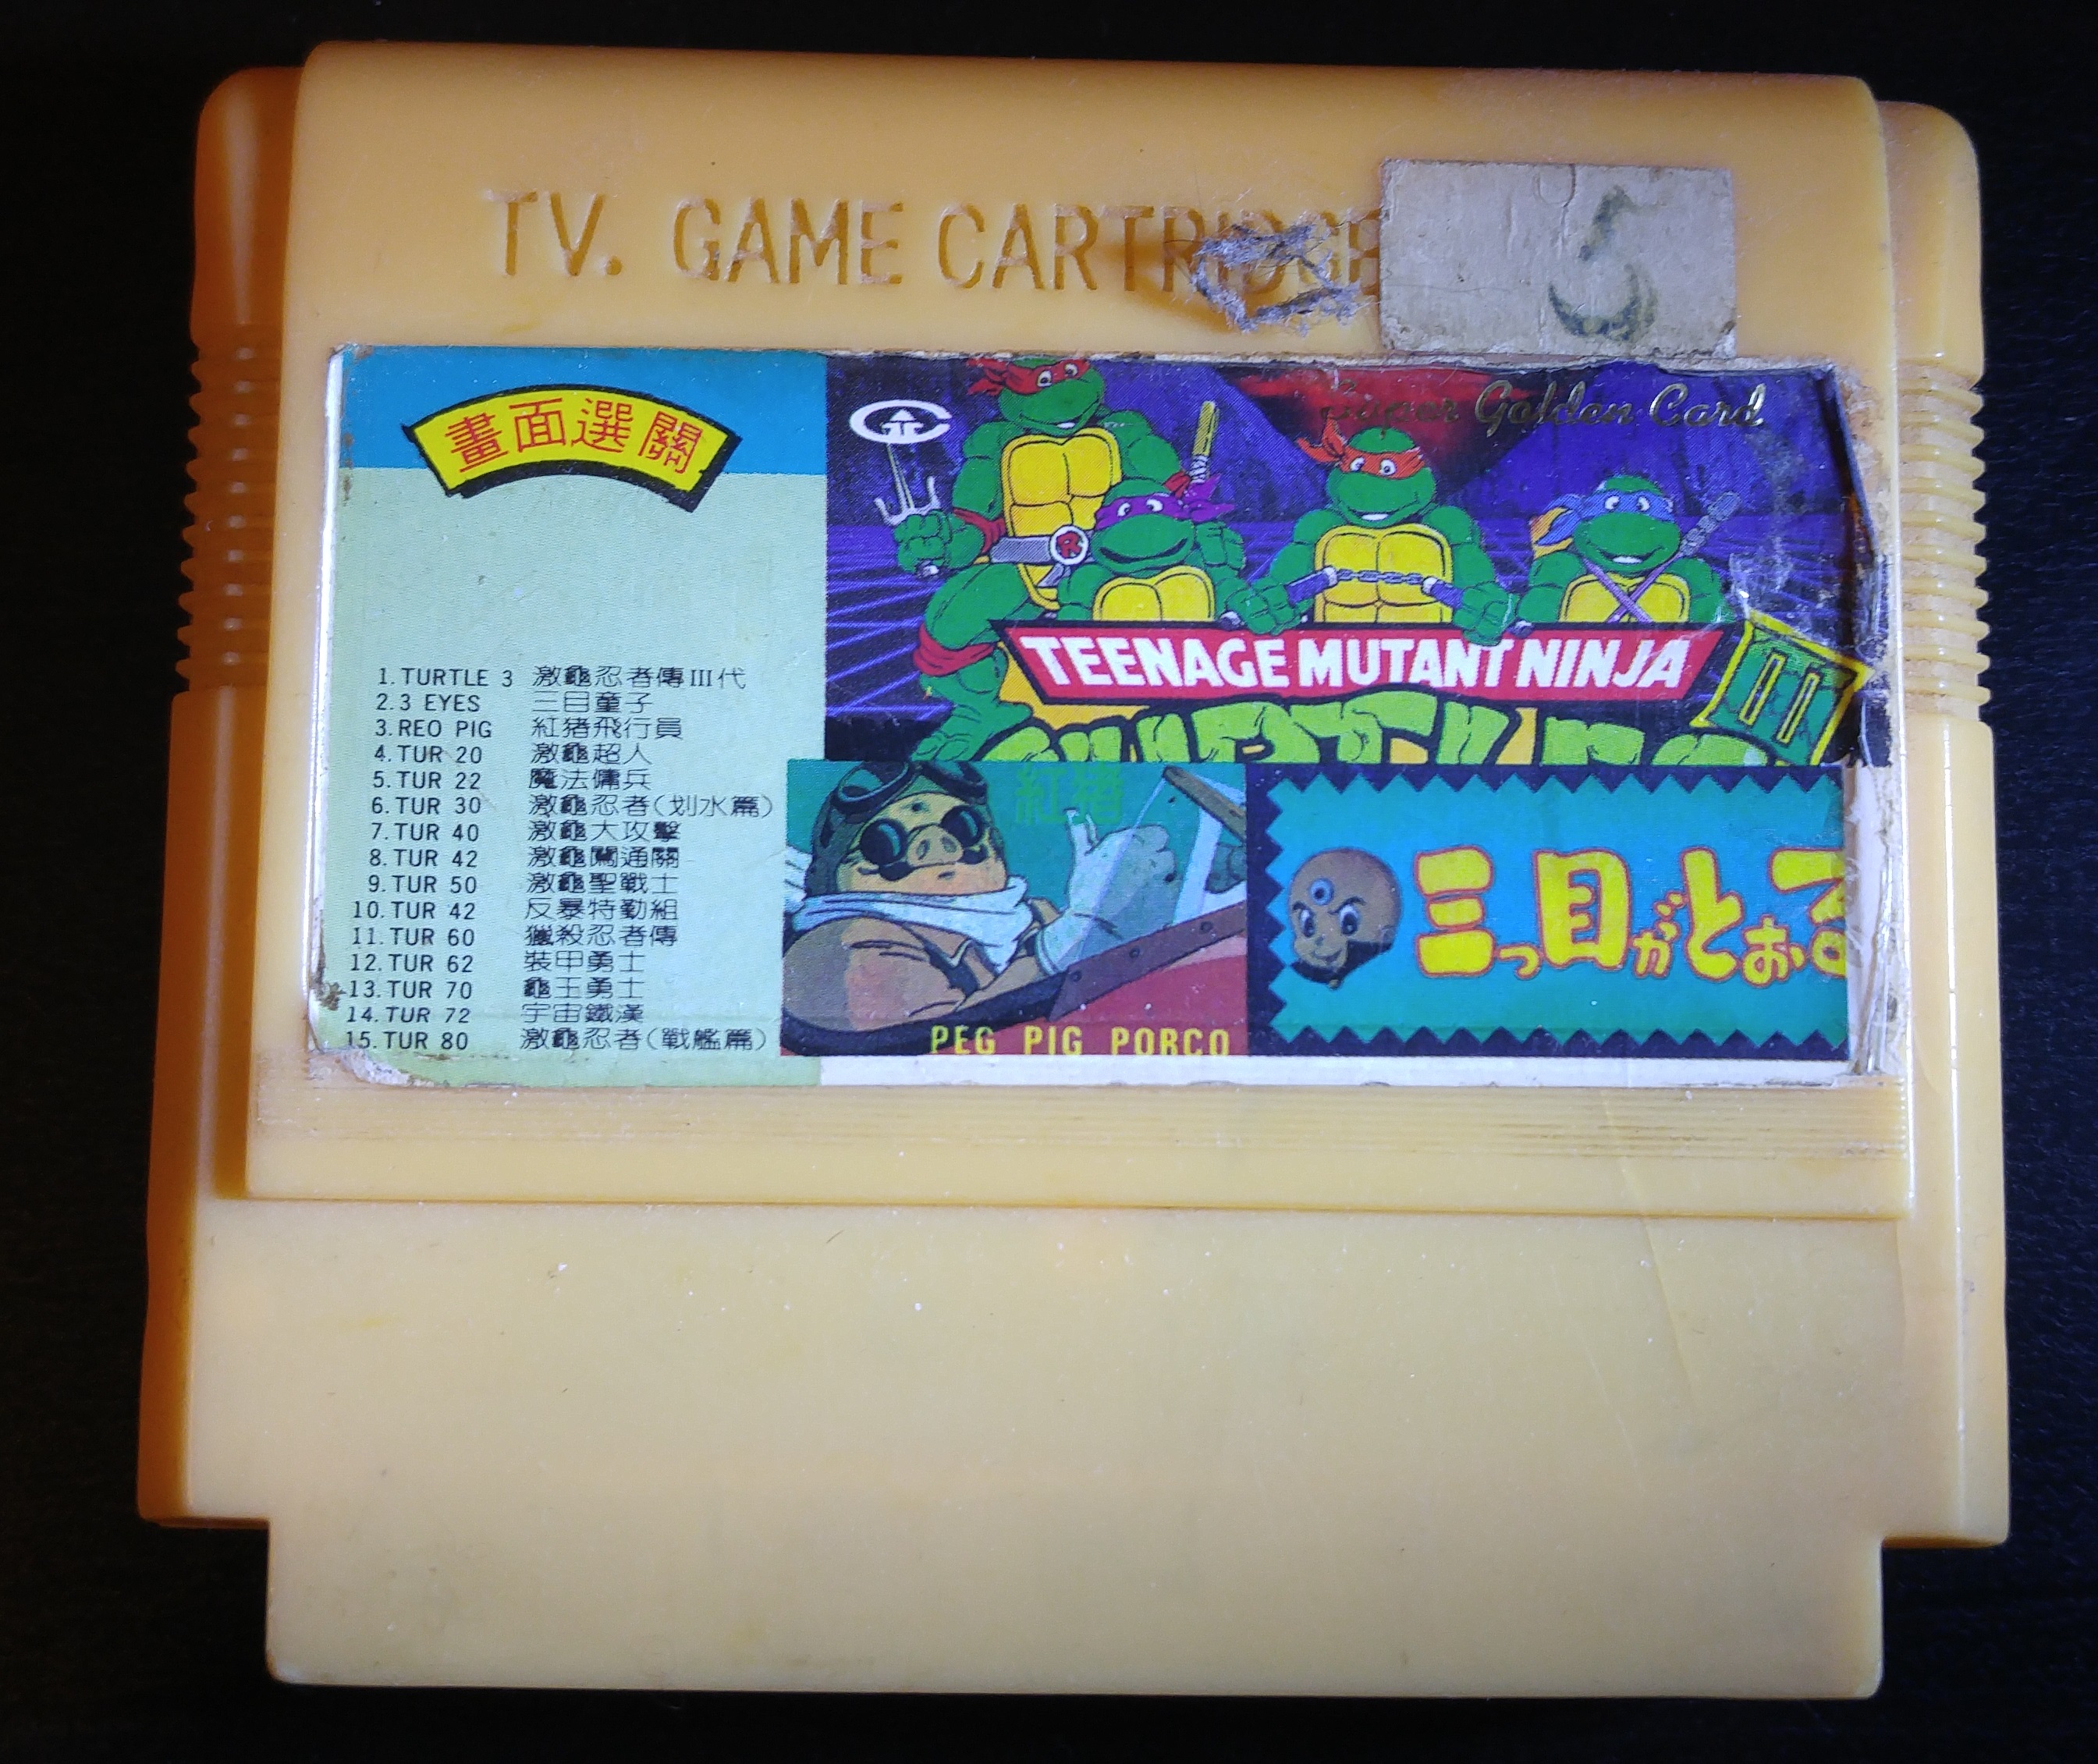 TV. GAME CARTRIDGE
5
畫面選關
Super Golden Card
R
TEENAGE MUTANT NINJA
TURTLES
III
1. TURTLE 3 激龜忍者傳III代
2. 3 EYES 三目童子
3. REO PIG 紅猪飛行員
4. TUR 20 激龜超人
5. TUR 22 魔法傭兵
6. TUR 30 激龜忍者(划水篇)
7. TUR 40 激龜大攻擊
8. TUR 42 激龜闖通關
9. TUR 50 激龜聖戰士
10. TUR 42 反暴特勤組
11. TUR 60 獵殺忍者傳
12. TUR 62 裝甲勇士
13. TUR 70 龜王勇士
14. TUR 72 宇宙鐵漢
15. TUR 80 激龜忍者(戰艦篇)
紅猪
PEG PIG PORCO
三つ目がとおる